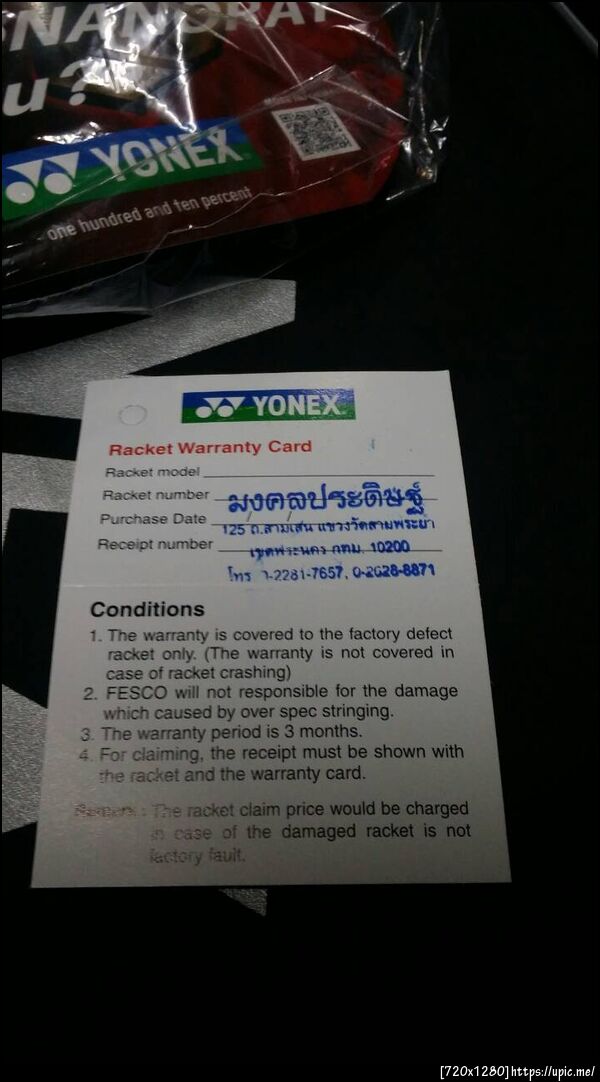 NANORAY
u?
YONEX
one hundred and ten percent
YONEX
Racket Warranty Card
Racket model
Racket number
มงคลประดิษฐ์
Purchase Date
125 ถ.สามเสน แขวงวัดสามพระยา
Receipt number
เขตพระนคร กทม. 10200
โทร -2281-7657, 0-2628-8871
Conditions
1. The warranty is covered to the factory defect
racket only. (The warranty is not covered in
case of racket crashing)
2. FESCO will not responsible for the damage
which caused by over spec stringing.
3. The warranty period is 3 months.
4. For claiming, the receipt must be shown with
the racket and the warranty card.
Remark : The racket claim price would be charged
in case of the damaged racket is not
factory fault.
[720x1280]https://upic.me/